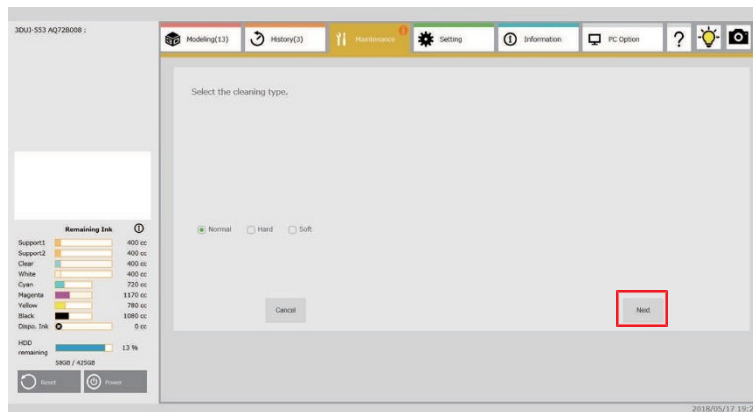 3DUJ-553 AQ72B008 :
Modeling(13)
History(3)
Maintenance
Setting
Information
PC Option
?
Select the cleaning type.
Normal
Hard
Soft
Cancel
Next
Remaining Ink
Support1 400 cc
Support2 400 cc
Clear 400 cc
White 400 cc
Cyan 720 cc
Magenta 1170 cc
Yellow 780 cc
Black 1080 cc
Dispo. Ink 0 cc
HDD
remaining 13 %
58GB / 425GB
Reset
Power
2018/05/17 19:2